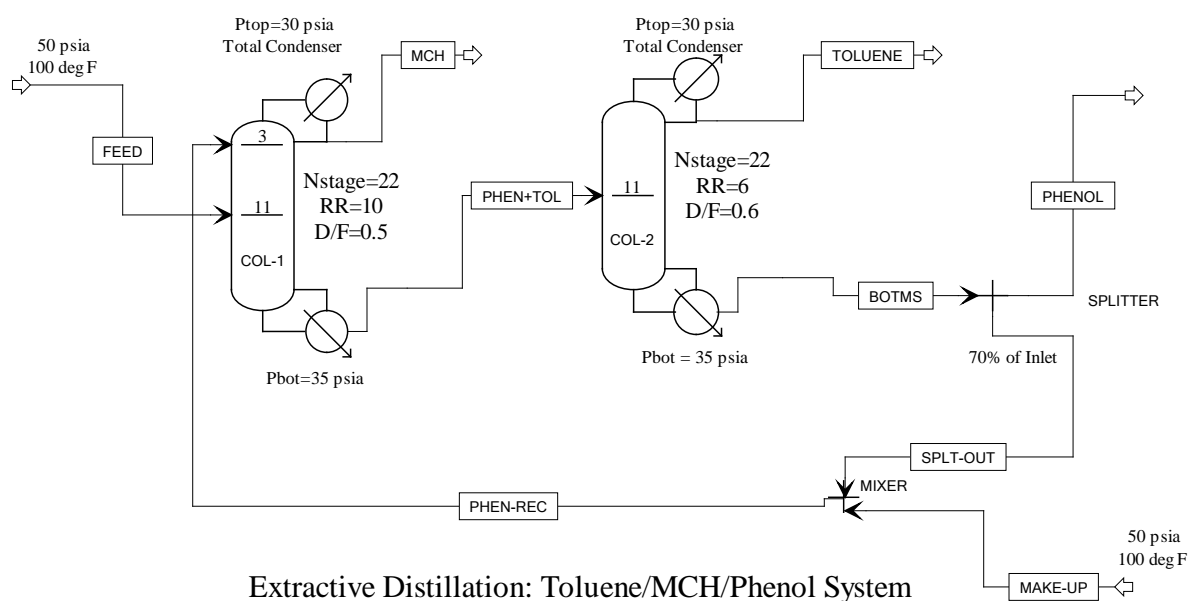 Ptop=30 psia
Total Condenser
Ptop=30 psia
Total Condenser
50 psia
100 deg F
MCH
TOLUENE
FEED
3
11
COL-1
Nstage=22
RR=10
D/F=0.5
PHEN+TOL
11
COL-2
Nstage=22
RR=6
D/F=0.6
PHENOL
BOTMS
SPLITTER
Pbot=35 psia
Pbot = 35 psia
70% of Inlet
SPLT-OUT
MIXER
PHEN-REC
50 psia
100 deg F
MAKE-UP
Extractive Distillation: Toluene/MCH/Phenol System